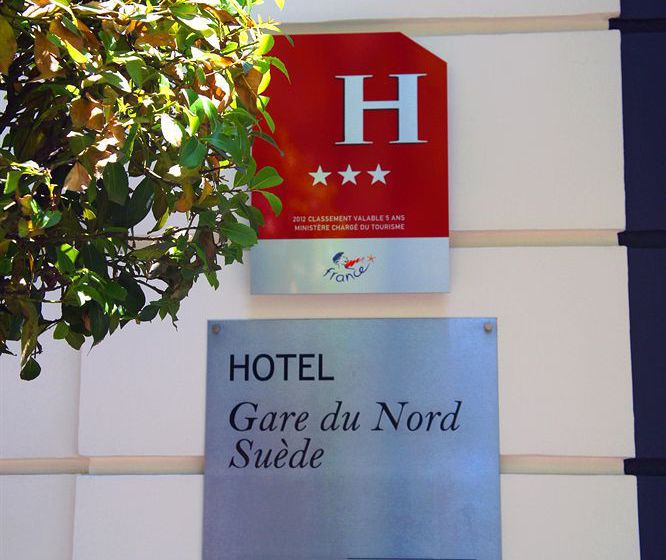 H
2012 CLASSEMENT VALABLE 5 ANS
MINISTÈRE CHARGÉ DU TOURISME
france
HOTEL
Gare du Nord
Suède